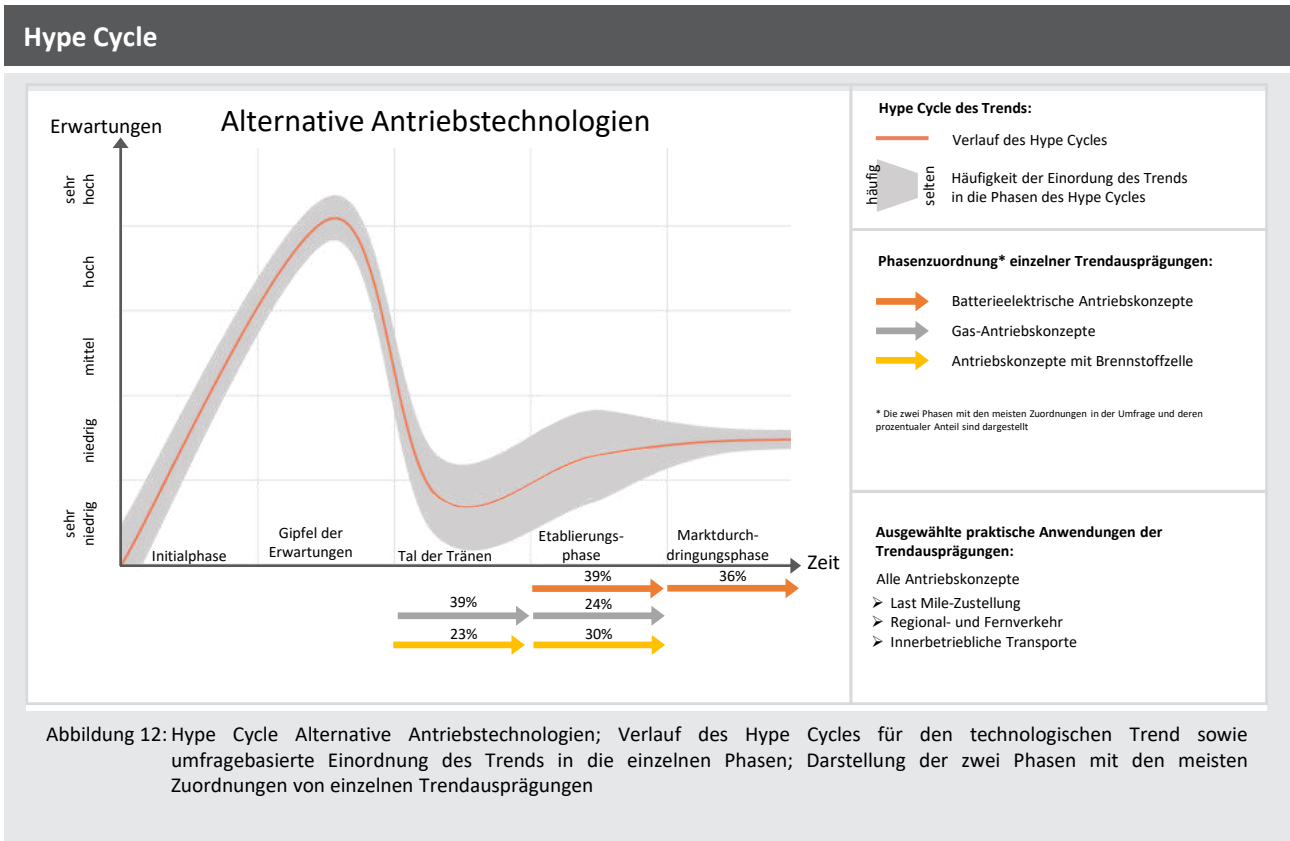 Hype Cycle
Alternative Antriebstechnologien
Erwartungen
sehr
hoch
hoch
mittel
niedrig
sehr
niedrig
Initialphase
Gipfel der
Erwartungen
Tal der Tränen
Etablierungs-
phase
Marktdurch-
dringungsphase
Zeit
39%
36%
39%
24%
23%
30%
Hype Cycle des Trends:
Verlauf des Hype Cycles
häufig
selten
Häufigkeit der Einordung des Trends
in die Phasen des Hype Cycles
Phasenzuordnung* einzelner Trendausprägungen:
Batterieelektrische Antriebskonzepte
Gas-Antriebskonzepte
Antriebskonzepte mit Brennstoffzelle
* Die zwei Phasen mit den meisten Zuordnungen in der Umfrage und deren
prozentualer Anteil sind dargestellt
Ausgewählte praktische Anwendungen der
Trendausprägungen:
Alle Antriebskonzepte
➢ Last Mile-Zustellung
➢ Regional- und Fernverkehr
➢ Innerbetriebliche Transporte
Abbildung 12: Hype Cycle Alternative Antriebstechnologien; Verlauf des Hype Cycles für den technologischen Trend sowie
umfragebasierte Einordnung des Trends in die einzelnen Phasen; Darstellung der zwei Phasen mit den meisten
Zuordnungen von einzelnen Trendausprägungen